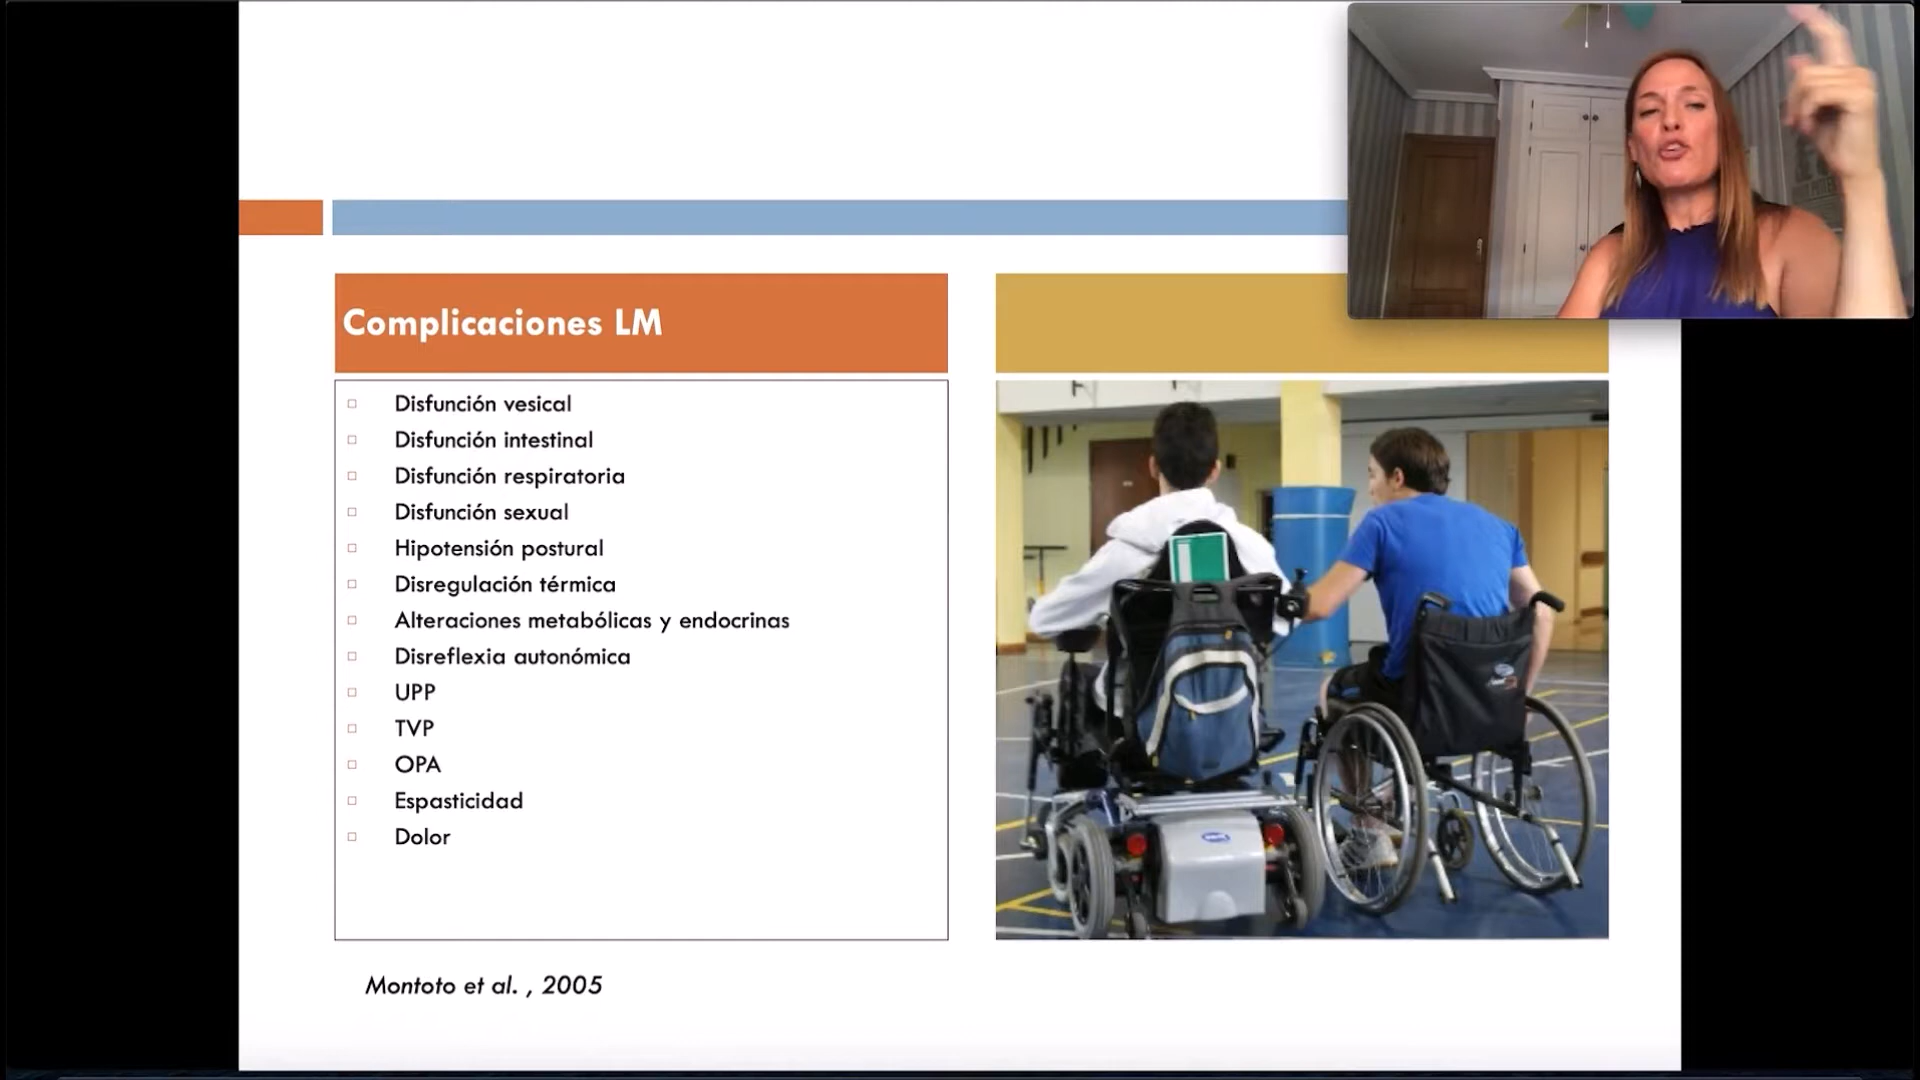 Complicaciones LM
Disfunción vesical
Disfunción intestinal
Disfunción respiratoria
Disfunción sexual
Hipotensión postural
Disregulación térmica
Alteraciones metabólicas y endocrinas
Disreflexia autonómica
UPP
TVP
OPA
Espasticidad
Dolor
Montoto et al. , 2005